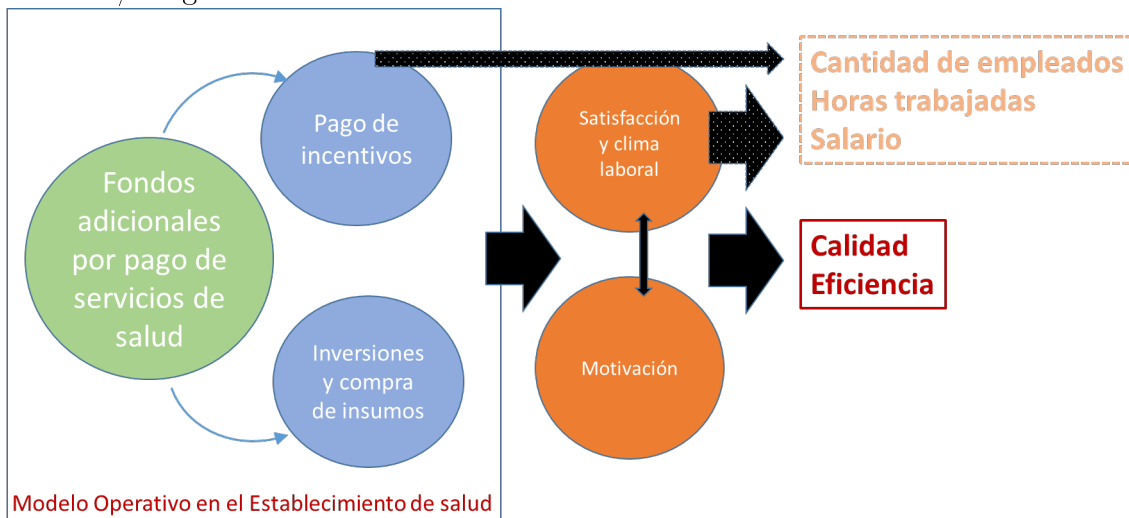 Fondos
adicionales
por pago de
servicios de
salud
Pago de
incentivos
Inversiones
y compra
de insumos
Modelo Operativo en el Establecimiento de salud
Satisfacción
y clima
laboral
Motivación
Cantidad de empleados
Horas trabajadas
Salario
Calidad
Eficiencia